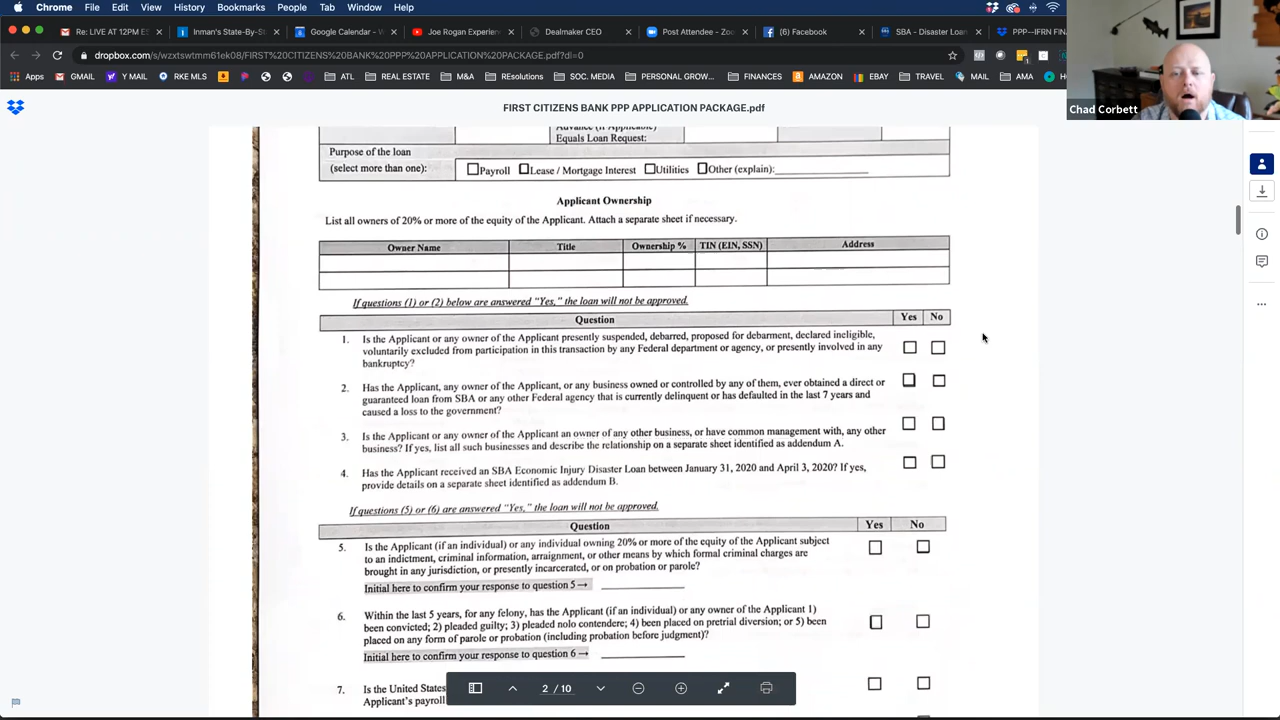 Chrome File Edit View History Bookmarks People Tab Window Help
Re: LIVE AT 12PM ES
Inman's State-By-S
Google Calendar -
Joe Rogan Experien
Dealmaker CEO
Post Attendee - Zo
(6) Facebook
SBA - Disaster Loan
PPP--IFRN FIN
dropbox.com/s/wzxtswtmm61ek08/FIRST%20CITIZENS%20BANK%20PPP%20APPLICATION%20PACKAGE.pdf?dl=0
Apps GMAIL Y MAIL RKE MLS ATL REAL ESTATE M&A REsolutions SOC. MEDIA PERSONAL GROW... FINANCES AMAZON EBAY TRAVEL MAIL AMA
Chad Corbett
FIRST CITIZENS BANK PPP APPLICATION PACKAGE.pdf
Advance (if Applicable)
Equals Loan Request:
Purpose of the loan
(select more than one):
Payroll Lease / Mortgage Interest Utilities Other (explain):
Applicant Ownership
List all owners of 20% or more of the equity of the Applicant. Attach a separate sheet if necessary.
Owner Name Title Ownership % TIN (EIN, SSN) Address
If questions (1) or (2) below are answered "Yes," the loan will not be approved.
Question Yes No
1. Is the Applicant or any owner of the Applicant presently suspended, debarred, proposed for debarment, declared ineligible,
voluntarily excluded from participation in this transaction by any Federal department or agency, or presently involved in any
bankruptcy?
2. Has the Applicant, any owner of the Applicant, or any business owned or controlled by any of them, ever obtained a direct or
guaranteed loan from SBA or any other Federal agency that is currently delinquent or has defaulted in the last 7 years and
caused a loss to the government?
3. Is the Applicant or any owner of the Applicant an owner of any other business, or have common management with, any other
business? If yes, list all such businesses and describe the relationship on a separate sheet identified as addendum A.
4. Has the Applicant received an SBA Economic Injury Disaster Loan between January 31, 2020 and April 3, 2020? If yes,
provide details on a separate sheet identified as addendum B.
If questions (5) or (6) are answered "Yes," the loan will not be approved.
Question Yes No
5. Is the Applicant (if an individual) or any individual owning 20% or more of the equity of the Applicant subject
to an indictment, criminal information, arraignment, or other means by which formal criminal charges are
brought in any jurisdiction, or presently incarcerated, or on probation or parole?
Initial here to confirm your response to question 5 →
6. Within the last 5 years, for any felony, has the Applicant (if an individual) or any owner of the Applicant 1)
been convicted; 2) pleaded guilty; 3) pleaded nolo contendere; 4) been placed on pretrial diversion; or 5) been
placed on any form of parole or probation (including probation before judgment)?
Initial here to confirm your response to question 6 →
7. Is the United States
Applicant's payroll
2 / 10